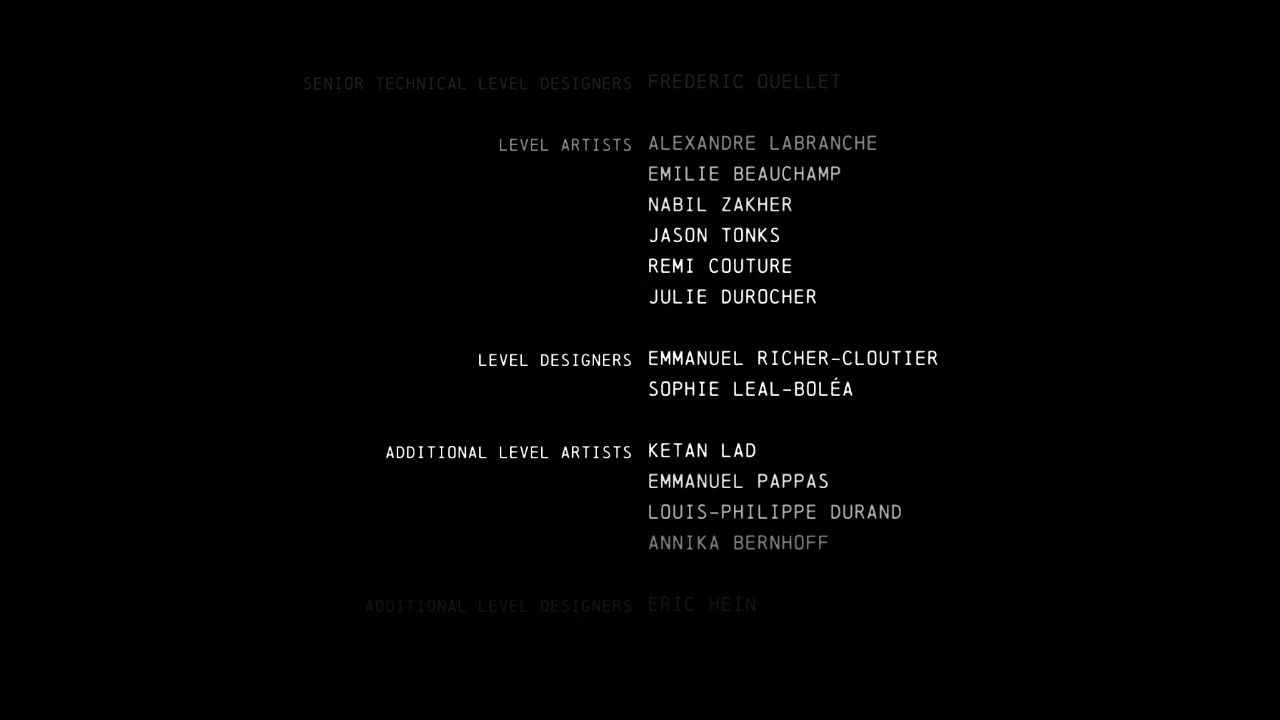 SENIOR TECHNICAL LEVEL DESIGNERS FREDERIC OUELLET
LEVEL ARTISTS ALEXANDRE LABRANCHE
EMILIE BEAUCHAMP
NABIL ZAKHER
JASON TONKS
REMI COUTURE
JULIE DUROCHER
LEVEL DESIGNERS EMMANUEL RICHER-CLOUTIER
SOPHIE LEAL-BOLÉA
ADDITIONAL LEVEL ARTISTS KETAN LAD
EMMANUEL PAPPAS
LOUIS-PHILIPPE DURAND
ANNIKA BERNHOFF
ADDITIONAL LEVEL DESIGNERS ERIC HEIN